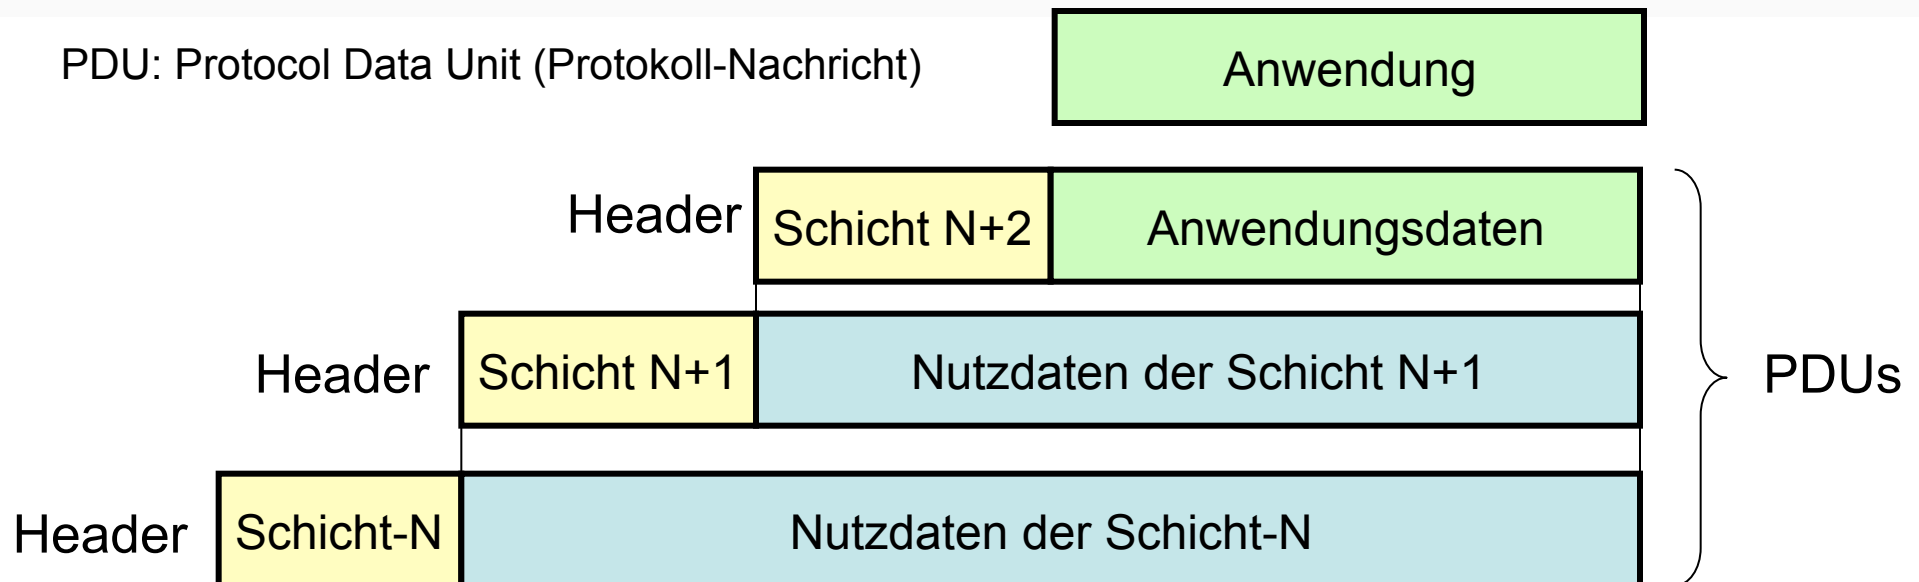 PDU: Protocol Data Unit (Protokoll-Nachricht)
Anwendung
Header
Schicht N+2
Anwendungsdaten
Header
Schicht N+1
Nutzdaten der Schicht N+1
PDUs
Header
Schicht-N
Nutzdaten der Schicht-N